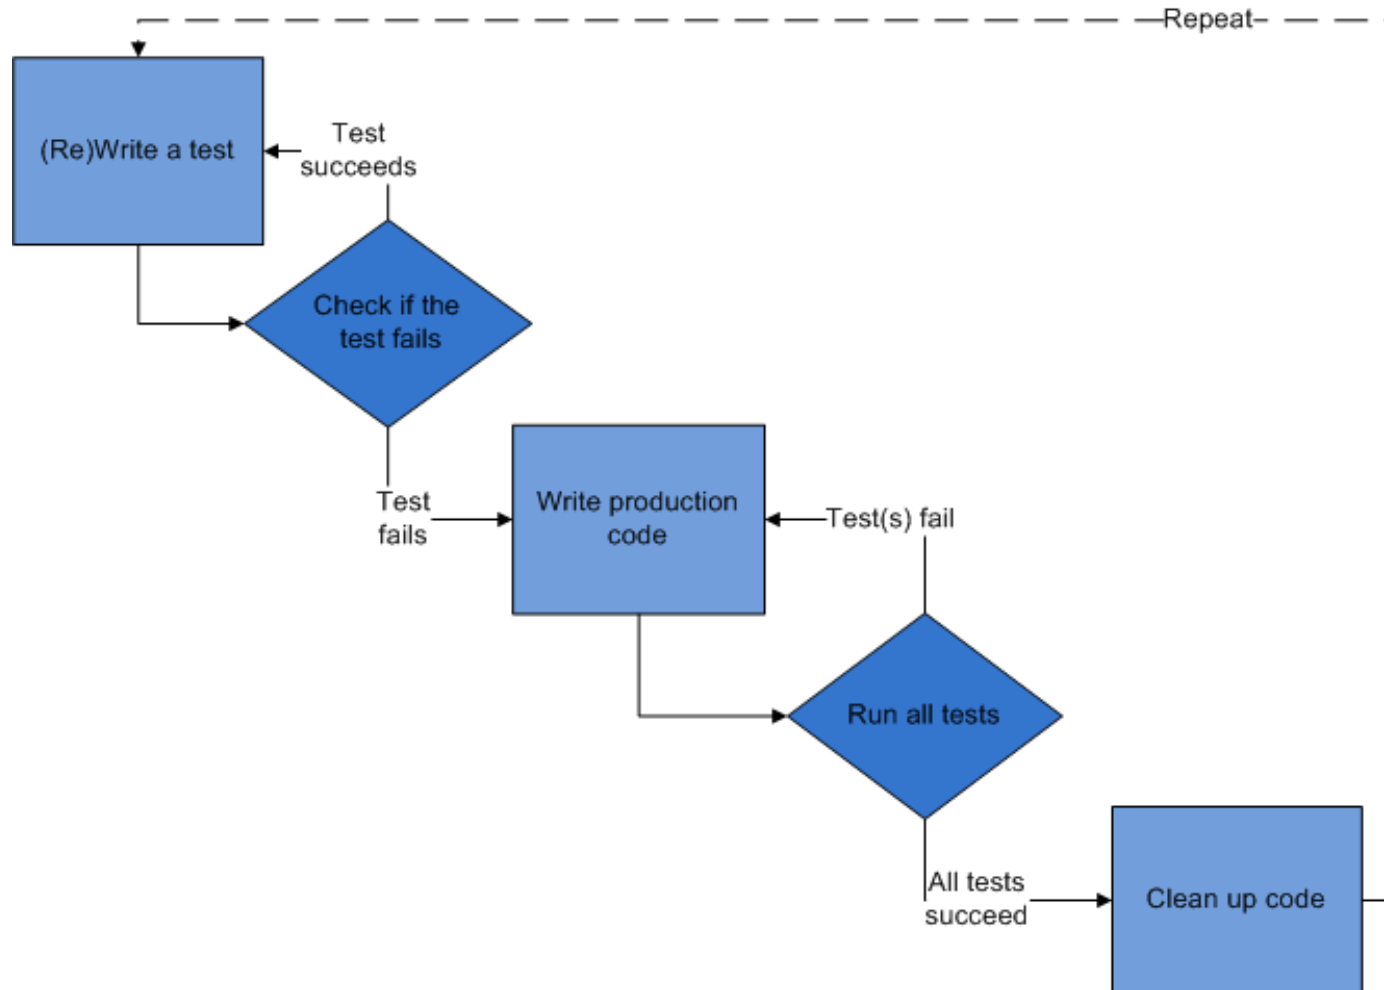 Repeat
(Re)Write a test
Test
succeeds
Check if the
test fails
Test
fails
Write production
code
Test(s) fail
Run all tests
All tests
succeed
Clean up code